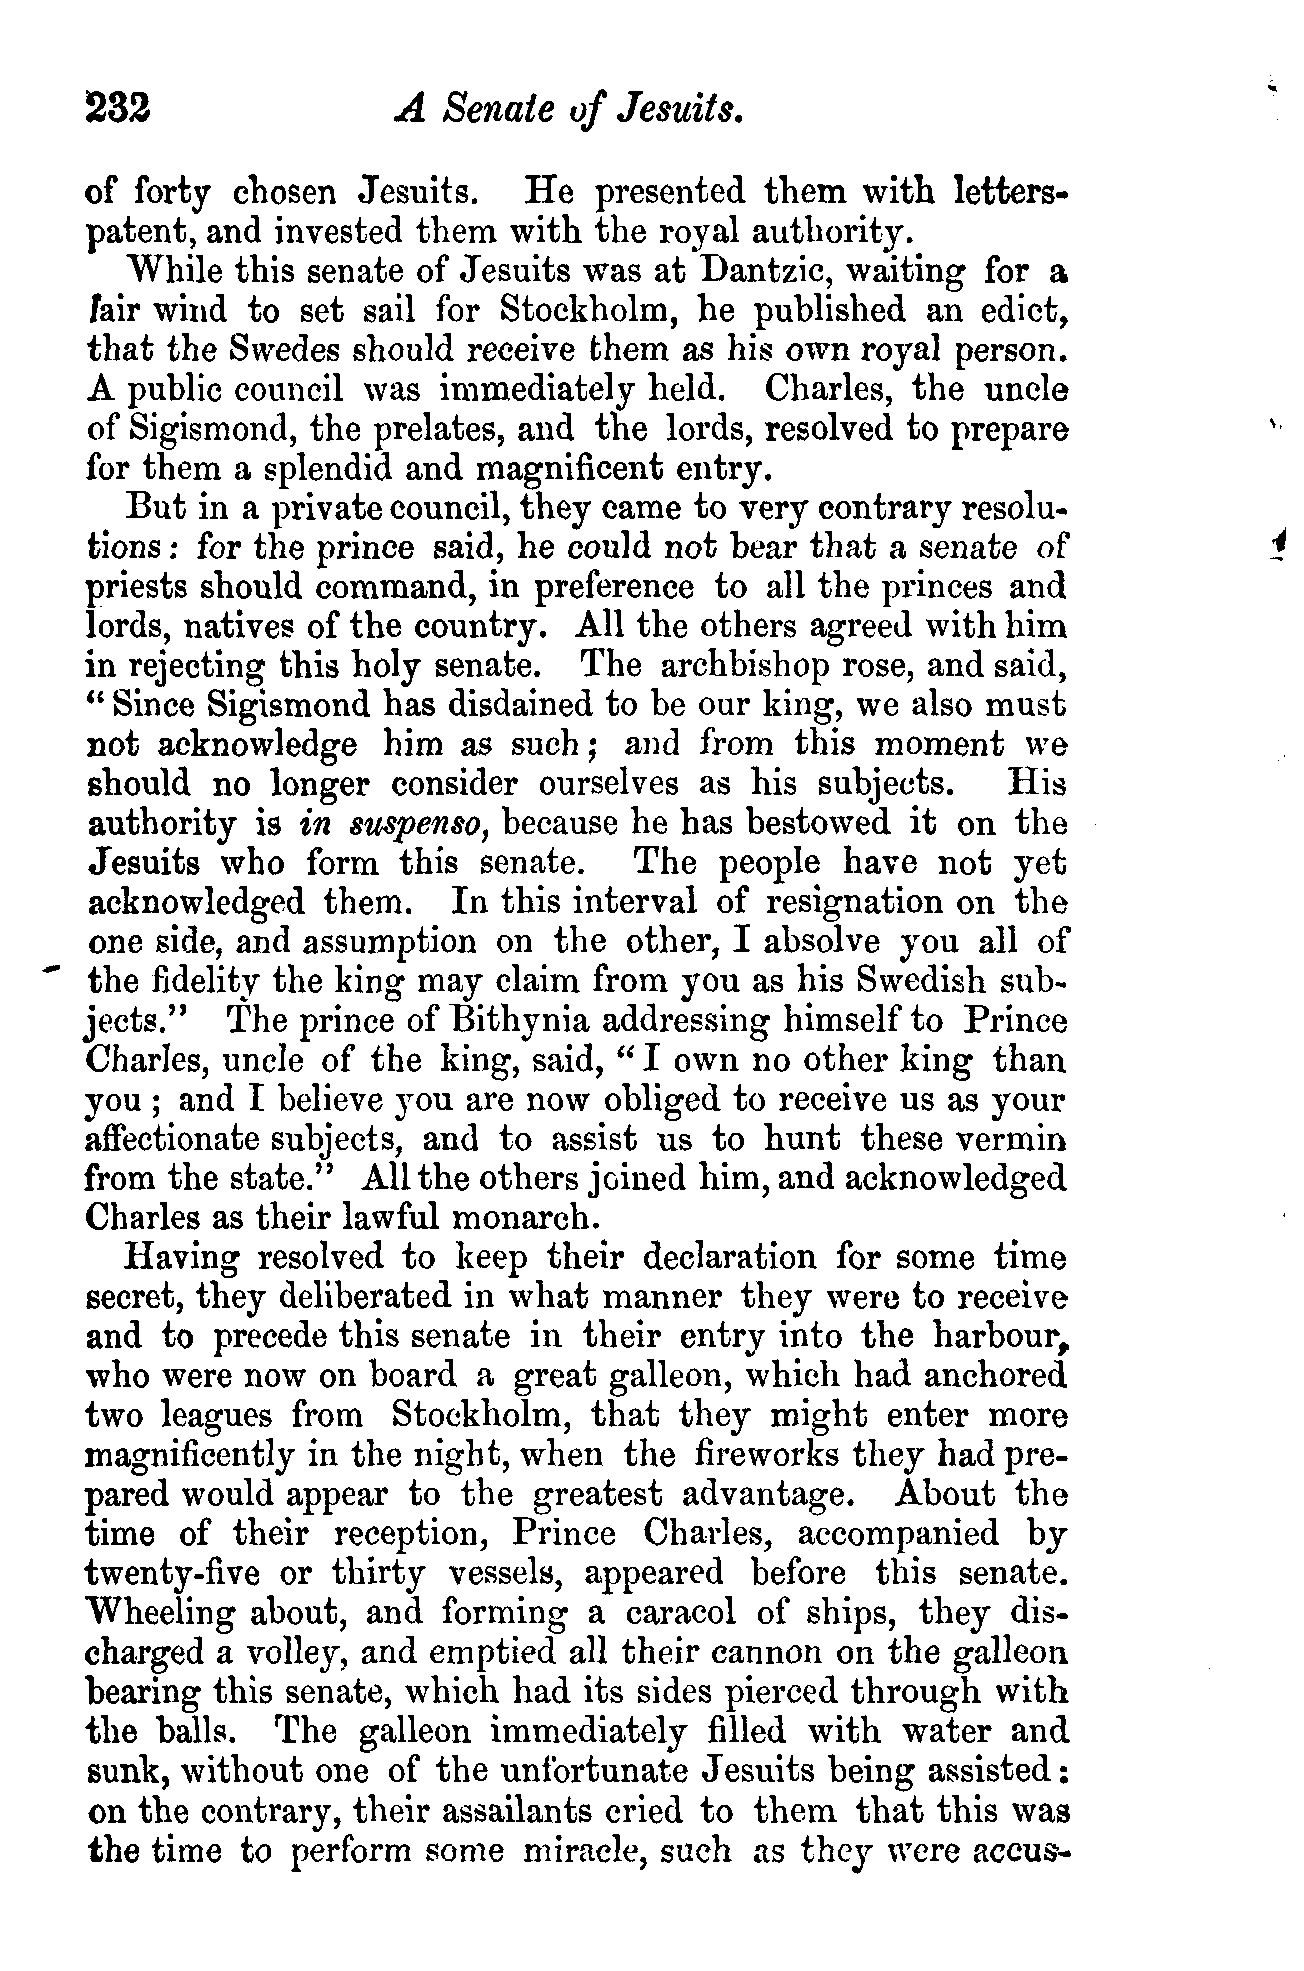 232 A Senate of Jesuits.
of forty chosen Jesuits. He presented them with letters-
patent, and invested them with the royal authority.
While this senate of Jesuits was at Dantzic, waiting for a
fair wind to set sail for Stockholm, he published an edict,
that the Swedes should receive them as his own royal person.
A public council was immediately held. Charles, the uncle
of Sigismond, the prelates, and the lords, resolved to prepare
for them a splendid and magnificent entry.
But in a private council, they came to very contrary resolu-
tions: for the prince said, he could not bear that a senate of
priests should command, in preference to all the princes and
lords, natives of the country. All the others agreed with him
in rejecting this holy senate. The archbishop rose, and said,
“Since Sigismond has disdained to be our king, we also must
not acknowledge him as such; and from this moment we
should no longer consider ourselves as his subjects. His
authority is in suspenso, because he has bestowed it on the
Jesuits who form this senate. The people have not yet
acknowledged them. In this interval of resignation on the
one side, and assumption on the other, I absolve you all of
the fidelity the king may claim from you as his Swedish sub-
jects.” The prince of Bithynia addressing himself to Prince
Charles, uncle of the king, said, “I own no other king than
you; and I believe you are now obliged to receive us as your
affectionate subjects, and to assist us to hunt these vermin
from the state.” All the others joined him, and acknowledged
Charles as their lawful monarch.
Having resolved to keep their declaration for some time
secret, they deliberated in what manner they were to receive
and to precede this senate in their entry into the harbour,
who were now on board a great galleon, which had anchored
two leagues from Stockholm, that they might enter more
magnificently in the night, when the fireworks they had pre-
pared would appear to the greatest advantage. About the
time of their reception, Prince Charles, accompanied by
twenty-five or thirty vessels, appeared before this senate.
Wheeling about, and forming a caracol of ships, they dis-
charged a volley, and emptied all their cannon on the galleon
bearing this senate, which had its sides pierced through with
the balls. The galleon immediately filled with water and
sunk, without one of the unfortunate Jesuits being assisted:
on the contrary, their assailants cried to them that this was
the time to perform some miracle, such as they were accus-